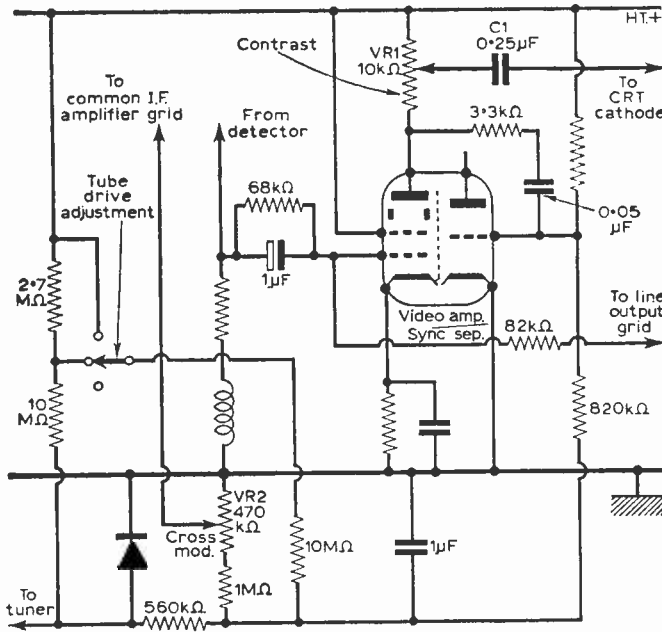 HT.+
C1
0·25µF
VR1
10kΩ
Contrast
To
CRT
cathode
To
common I.F.
amplifier grid
From
detector
3·3kΩ
Tube
drive
adjustment
68kΩ
0·05
µF
1µF
2·7
MΩ
Video amp.
Sync sep.
82kΩ
To line
output
grid
10
MΩ
820kΩ
VR2
470
kΩ
Cross
mod.
10MΩ
1µF
1MΩ
To
tuner
560kΩ